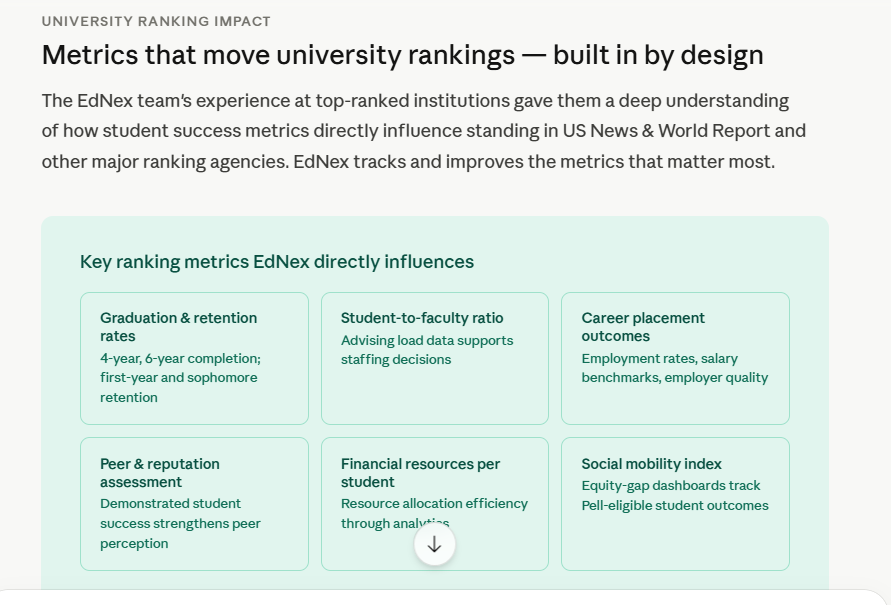 UNIVERSITY RANKING IMPACT
Metrics that move university rankings — built in by design
The EdNex team's experience at top-ranked institutions gave them a deep understanding
of how student success metrics directly influence standing in US News & World Report and
other major ranking agencies. EdNex tracks and improves the metrics that matter most.
Key ranking metrics EdNex directly influences
Graduation & retention
rates
4-year, 6-year completion;
first-year and sophomore
retention
Student-to-faculty ratio
Advising load data supports
staffing decisions
Career placement
outcomes
Employment rates, salary
benchmarks, employer quality
Peer & reputation
assessment
Demonstrated student
success strengthens peer
perception
Financial resources per
student
Resource allocation efficiency
through analytics
Social mobility index
Equity-gap dashboards track
Pell-eligible student outcomes